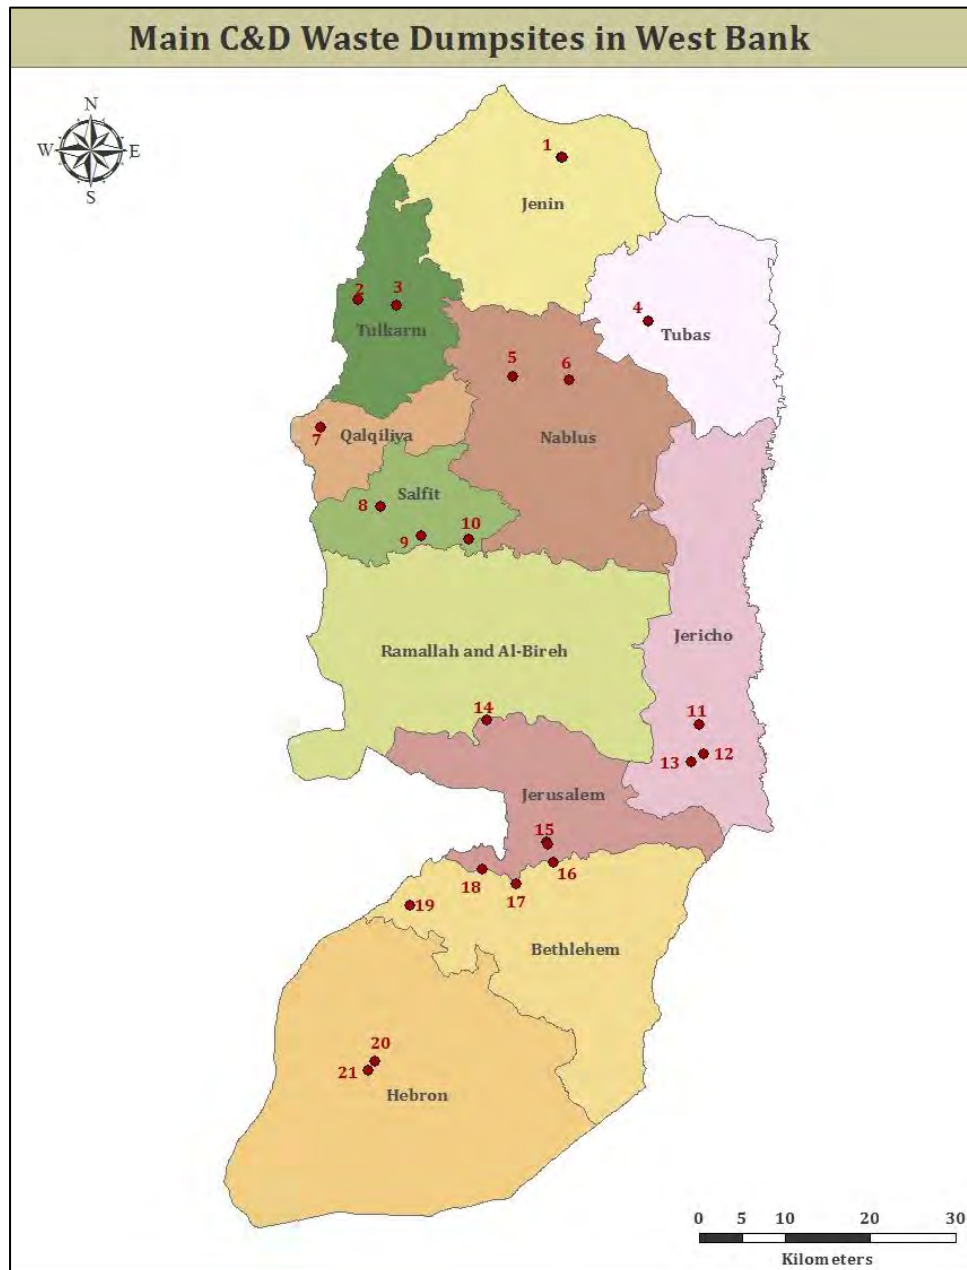 Main C&D Waste Dumpsites in West Bank
N
W E
S
1
Jenin
2 3
Tulkarm
4
Tubas
5 6
7
Qalqiliya
Nablus
8
Salfit
9 10
Ramallah and Al-Bireh
Jericho
14
11
13 12
Jerusalem
15
18 16
17
19
Bethlehem
20
21
Hebron
0 5 10 20 30
Kilometers